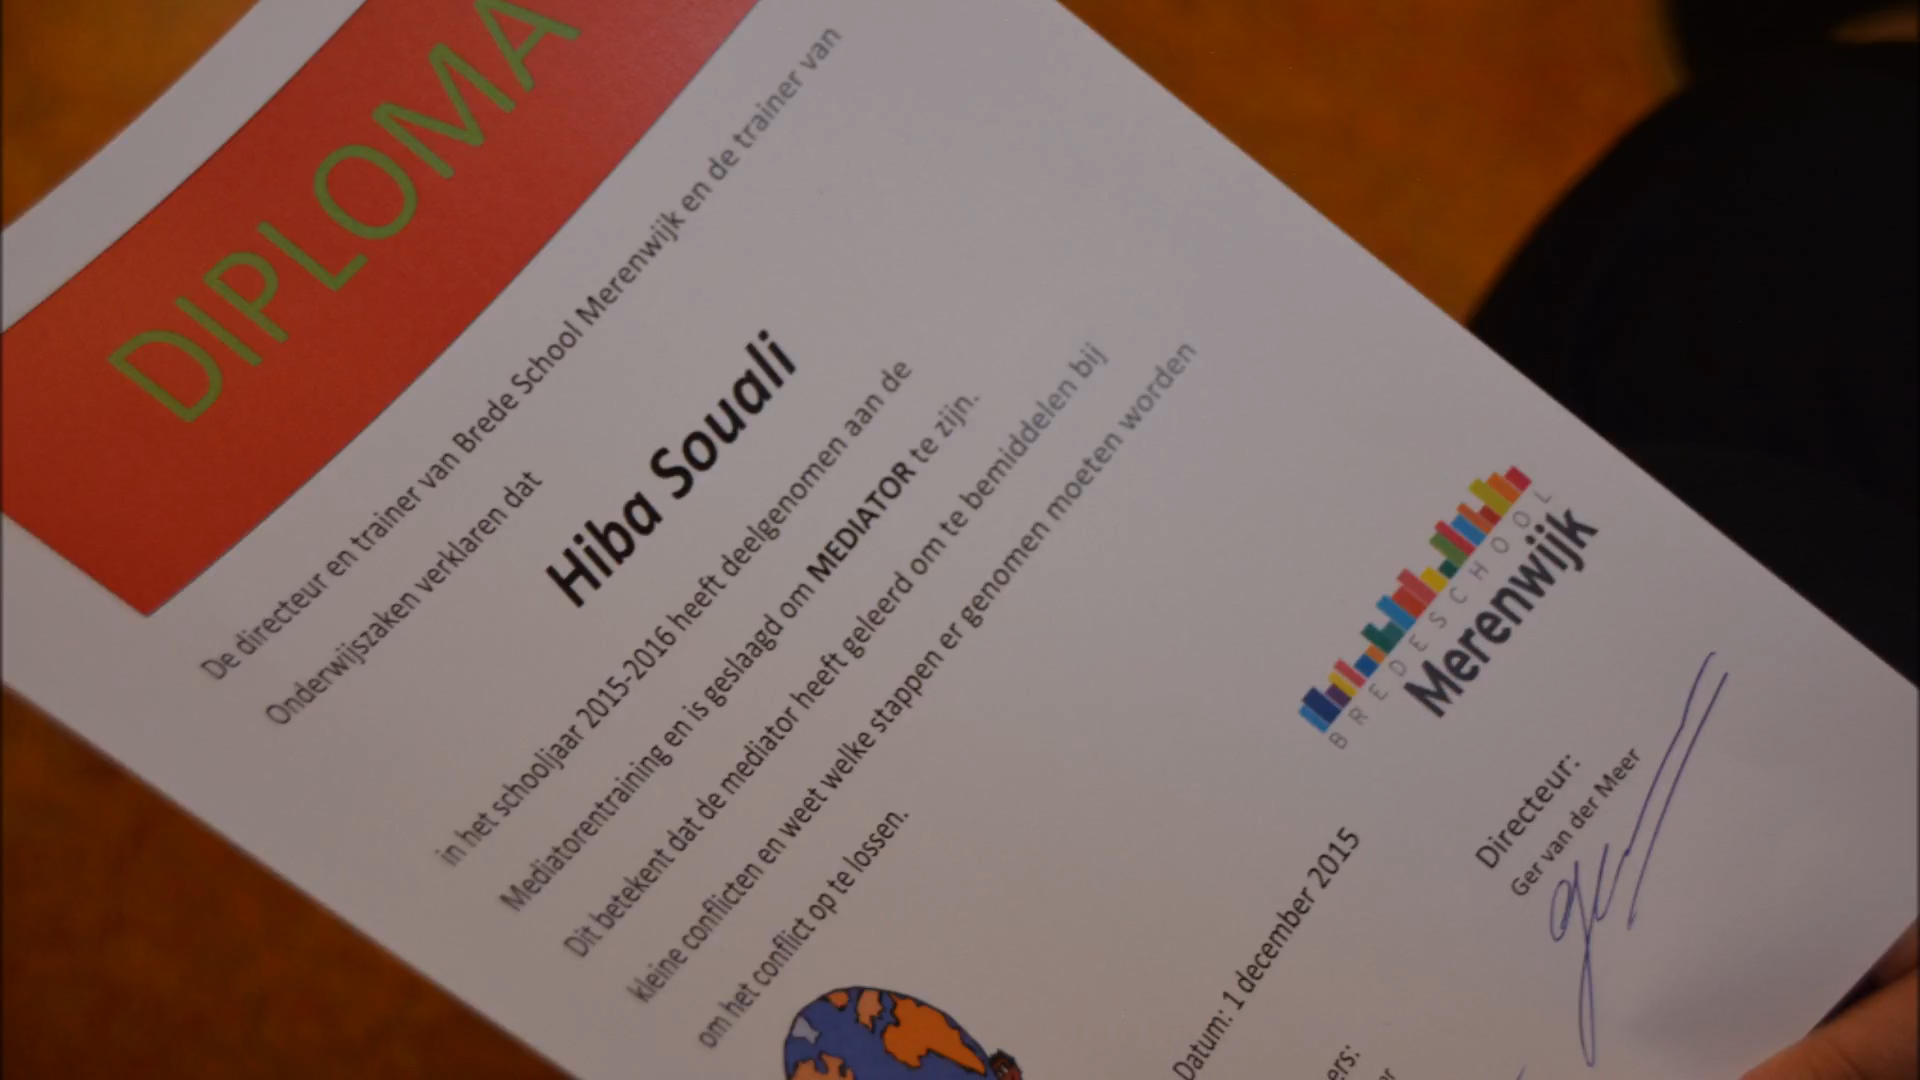 DIPLOMA
De directeur en trainer van Brede School Merenwijk en de trainer van
Onderwijszaken verklaren dat
Hiba Souali
in het schooljaar 2015-2016 heeft deelgenomen aan de
Mediatorentraining en is geslaagd om MEDIATOR te zijn.
Dit betekent dat de mediator heeft geleerd om te bemiddelen bij
kleine conflicten en weet welke stappen er genomen moeten worden
om het conflict op te lossen.
BREDESCHOOL
Merenwijk
Datum: 1 december 2015
Directeur:
Ger van der Meer